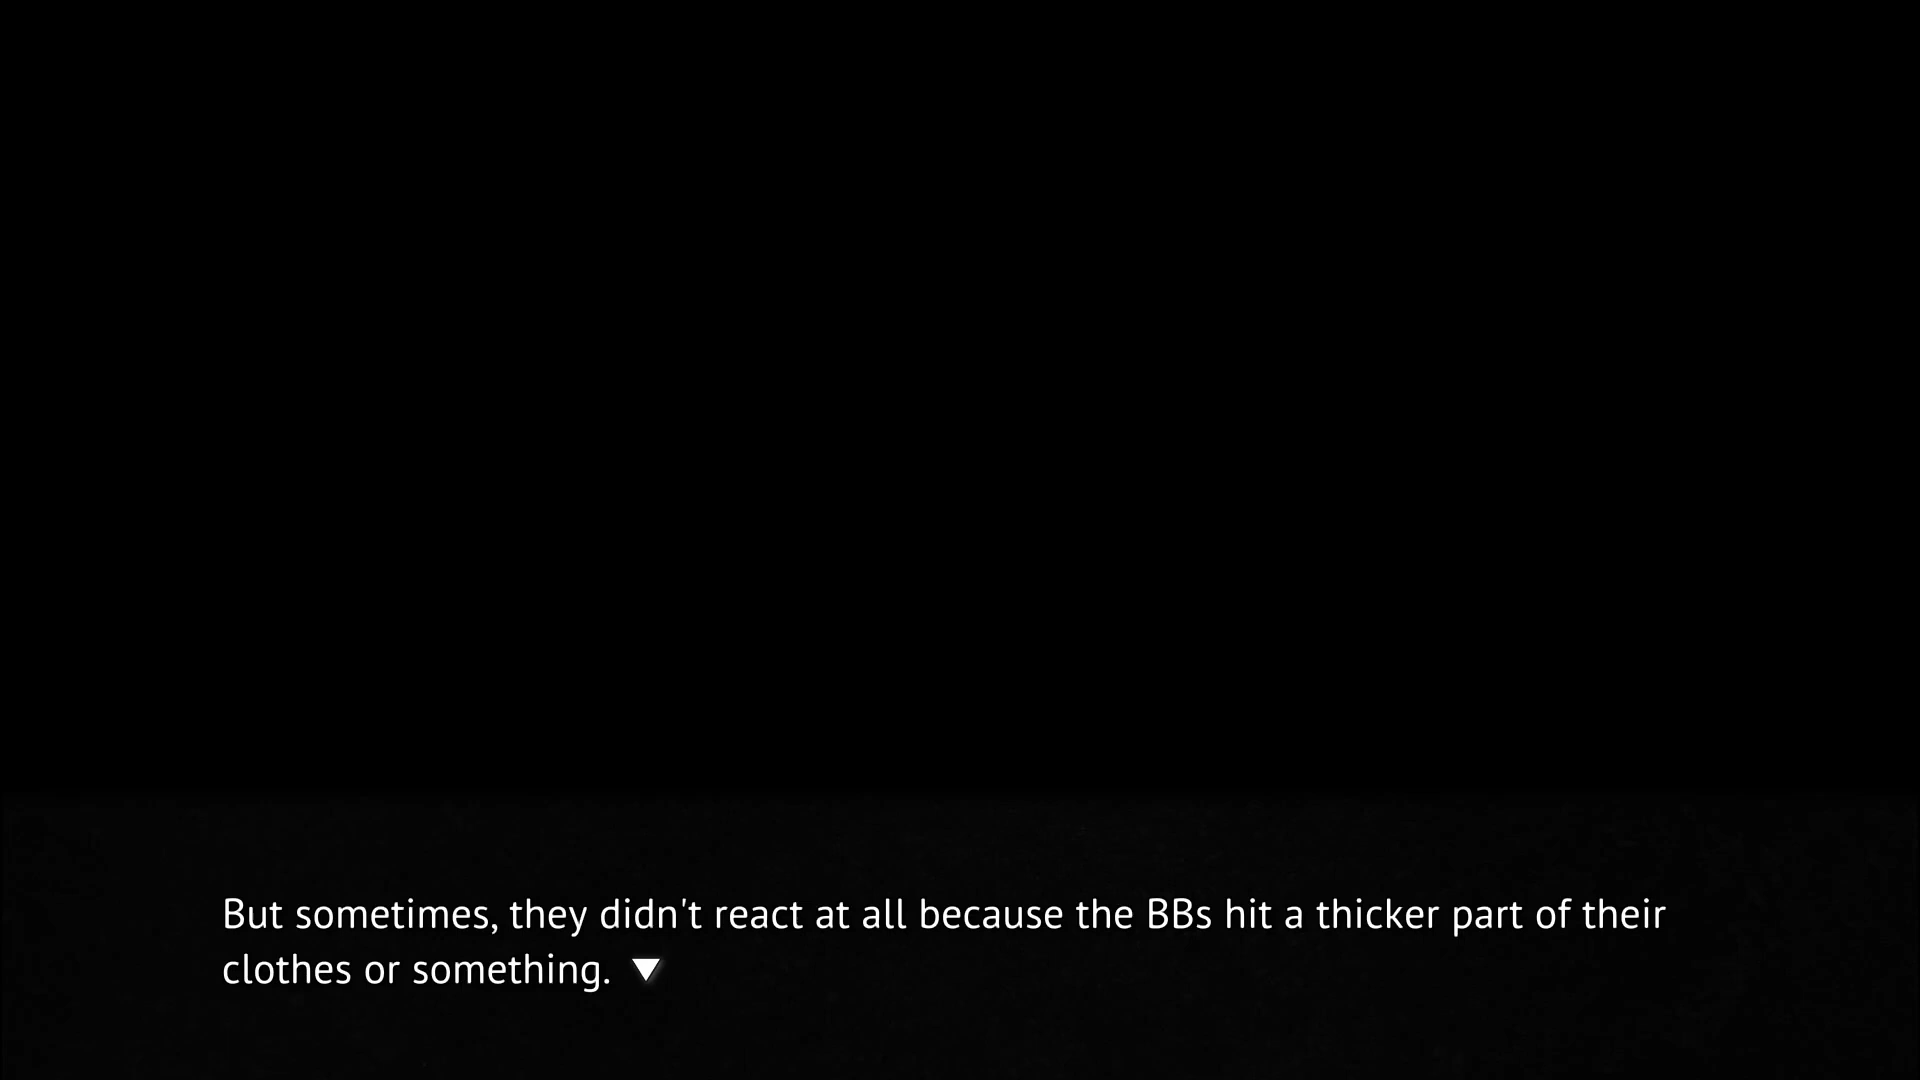 But sometimes, they didn't react at all because the BBs hit a thicker part of their
clothes or something.